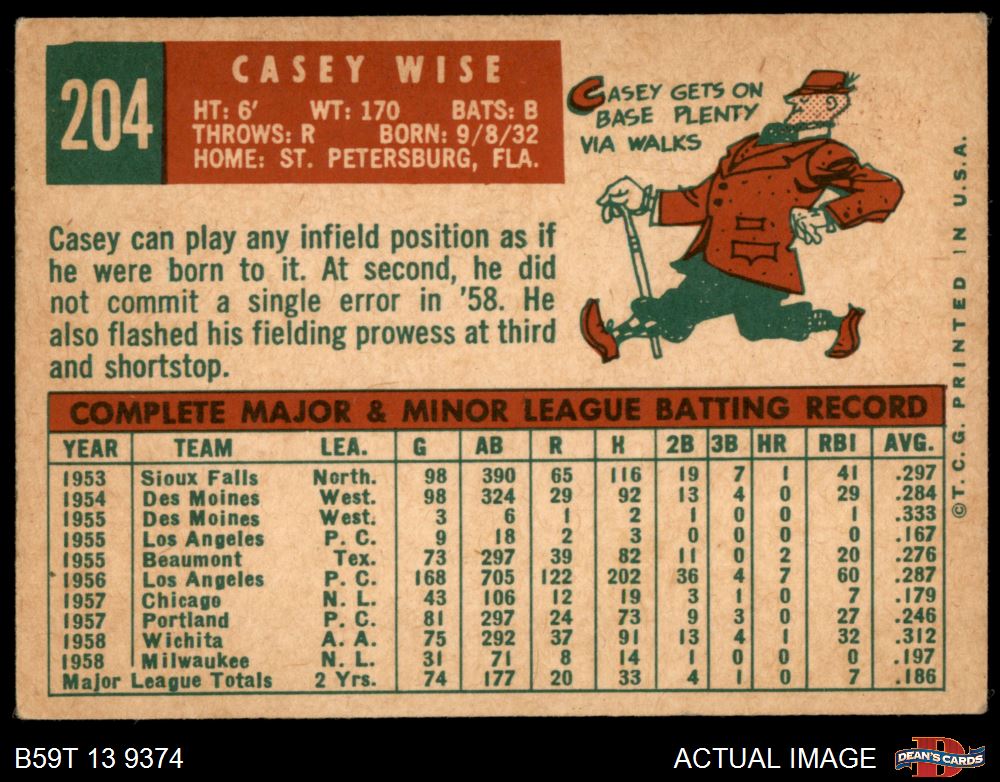 204
CASEY WISE
HT: 6' WT: 170 BATS: B
THROWS: R BORN: 9/8/32
HOME: ST. PETERSBURG, FLA.
CASEY GETS ON
BASE PLENTY
VIA WALKS
Casey can play any infield position as if
he were born to it. At second, he did
not commit a single error in '58. He
also flashed his fielding prowess at third
and shortstop.
COMPLETE MAJOR & MINOR LEAGUE BATTING RECORD
YEAR TEAM LEA. G AB R H 2B 3B HR RBI AVG.
1953 Sioux Falls North. 98 390 65 116 19 7 1 41 .297
1954 Des Moines West. 98 324 29 92 13 4 0 29 .284
1955 Des Moines West. 3 6 1 2 1 0 0 1 .333
1955 Los Angeles P. C. 9 18 2 3 0 0 0 0 .167
1955 Beaumont Tex. 73 297 39 82 11 0 2 20 .276
1956 Los Angeles P. C. 168 705 122 202 36 4 7 60 .287
1957 Chicago N. L. 43 106 12 19 3 1 0 7 .179
1957 Portland P. C. 81 297 24 73 9 3 0 27 .246
1958 Wichita A. A. 75 292 37 91 13 4 1 32 .312
1958 Milwaukee N. L. 31 71 8 14 1 0 0 0 .197
Major League Totals 2 Yrs. 74 177 20 33 4 1 0 7 .186
©T. C. G. PRINTED IN U.S.A.
B59T 13 9374
ACTUAL IMAGE
D
DEAN'S CARDS